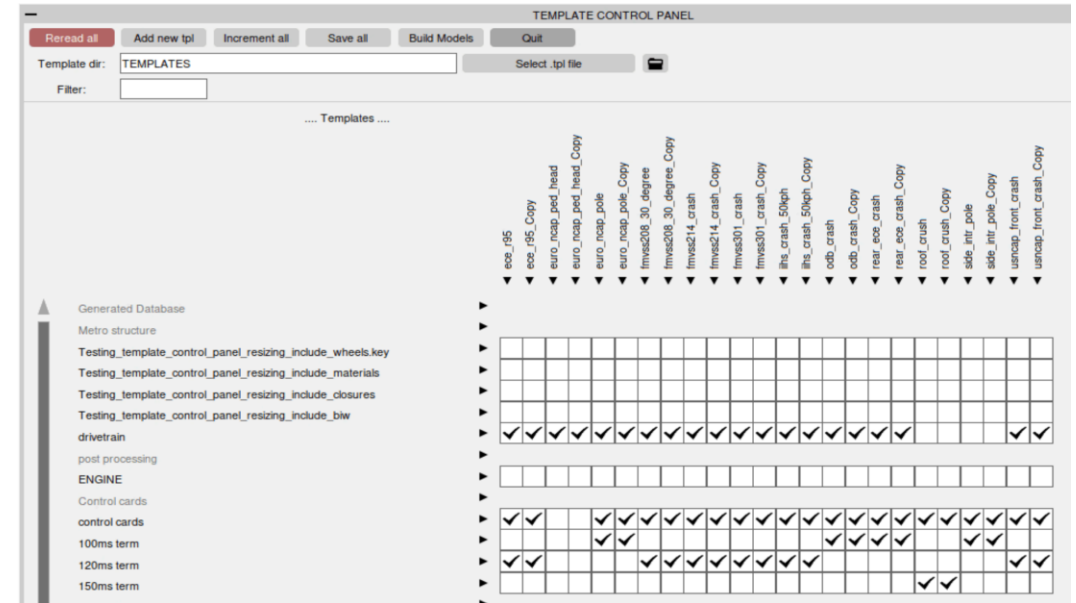 TEMPLATE CONTROL PANEL
Reread all Add new tpl Increment all Save all Build Models Quit
Template dir: TEMPLATES Select .tpl file
Filter:
.... Templates ....
ece_r95
ece_r95_Copy
euro_ncap_ped_head
euro_ncap_ped_head_Copy
euro_ncap_pole
euro_ncap_pole_Copy
fmvss208_30_degree
fmvss208_30_degree_Copy
fmvss214_crash
fmvss214_crash_Copy
fmvss301_crash
fmvss301_crash_Copy
iihs_crash_50kph
iihs_crash_50kph_Copy
odb_crash
odb_crash_Copy
rear_ece_crash
rear_ece_crash_Copy
roof_crush
roof_crush_Copy
side_intr_pole
side_intr_pole_Copy
usncap_front_crash
usncap_front_crash_Copy
Generated Database
Metro structure
Testing_template_control_panel_resizing_include_wheels.key
Testing_template_control_panel_resizing_include_materials
Testing_template_control_panel_resizing_include_closures
Testing_template_control_panel_resizing_include_biw
drivetrain
post processing
ENGINE
Control cards
control cards
100ms term
120ms term
150ms term